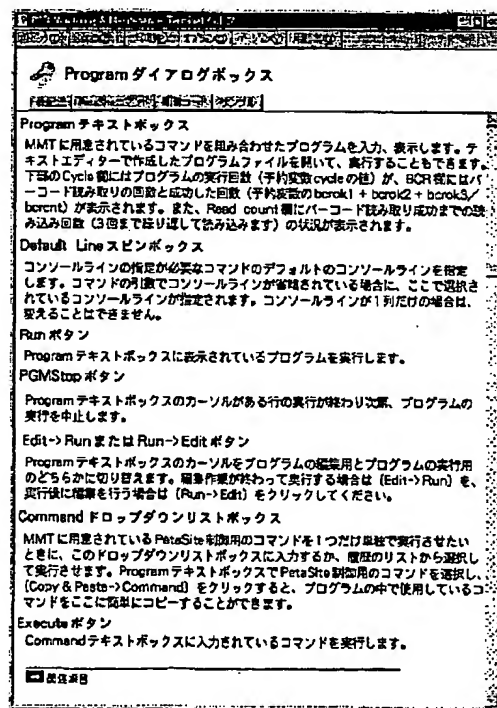 Program ダイアログボックス
Program テキストボックス
MMT に用意されているコマンドを組み合わせたプログラムを入力、表示します。テ
キストエディターで作成したプログラムファイルを開いて、実行することもできます。
下部の Cycle 欄にはプログラムの実行回数（予約変数 cycle の値）が、BCR 欄にはバ
ーコード読み取りの回数と成功した回数（予約変数の bcrok1 + bcrok2 + bcrok3/
bcrcnt）が表示されます。また、Read count 欄にバーコード読み取り成功までの読
み込み回数（3回まで繰り返して読み込みます）の状況が表示されます。
Default Line スピンボックス
コンソールラインの指定が必要なコマンドのデフォルトのコンソールラインを指定
します。コマンドの引数でコンソールラインが省略されている場合に、ここで選択さ
れているコンソールラインが指定されます。コンソールラインが1列だけの場合は、
変えることはできません。
Run ボタン
Program テキストボックスに表示されているプログラムを実行します。
PGMStop ボタン
Program テキストボックスのカーソルがある行の実行が終わり次第、プログラムの
実行を中止します。
Edit-> Run または Run-> Edit ボタン
Program テキストボックスのカーソルをプログラムの編集用とプログラムの実行用
のどちらかに切り替えます。編集作業が終わって実行する場合は（Edit->Run）を、
実行後に編集を行う場合は（Run->Edit）をクリックしてください。
Command ドロップダウンリストボックス
MMT に用意されている PetaSite 制御用のコマンドを1つだけ単独で実行させたい
ときに、このドロップダウンリストボックスに入力するか、履歴のリストから選択し
て実行させます。Program テキストボックスで PetaSite 制御用のコマンドを選択し、
（Copy & Paste->Command）をクリックすると、プログラムの中で使用しているコ
マンドをここに簡単にコピーすることができます。
Execute ボタン
Command テキストボックスに入力されているコマンドを実行します。